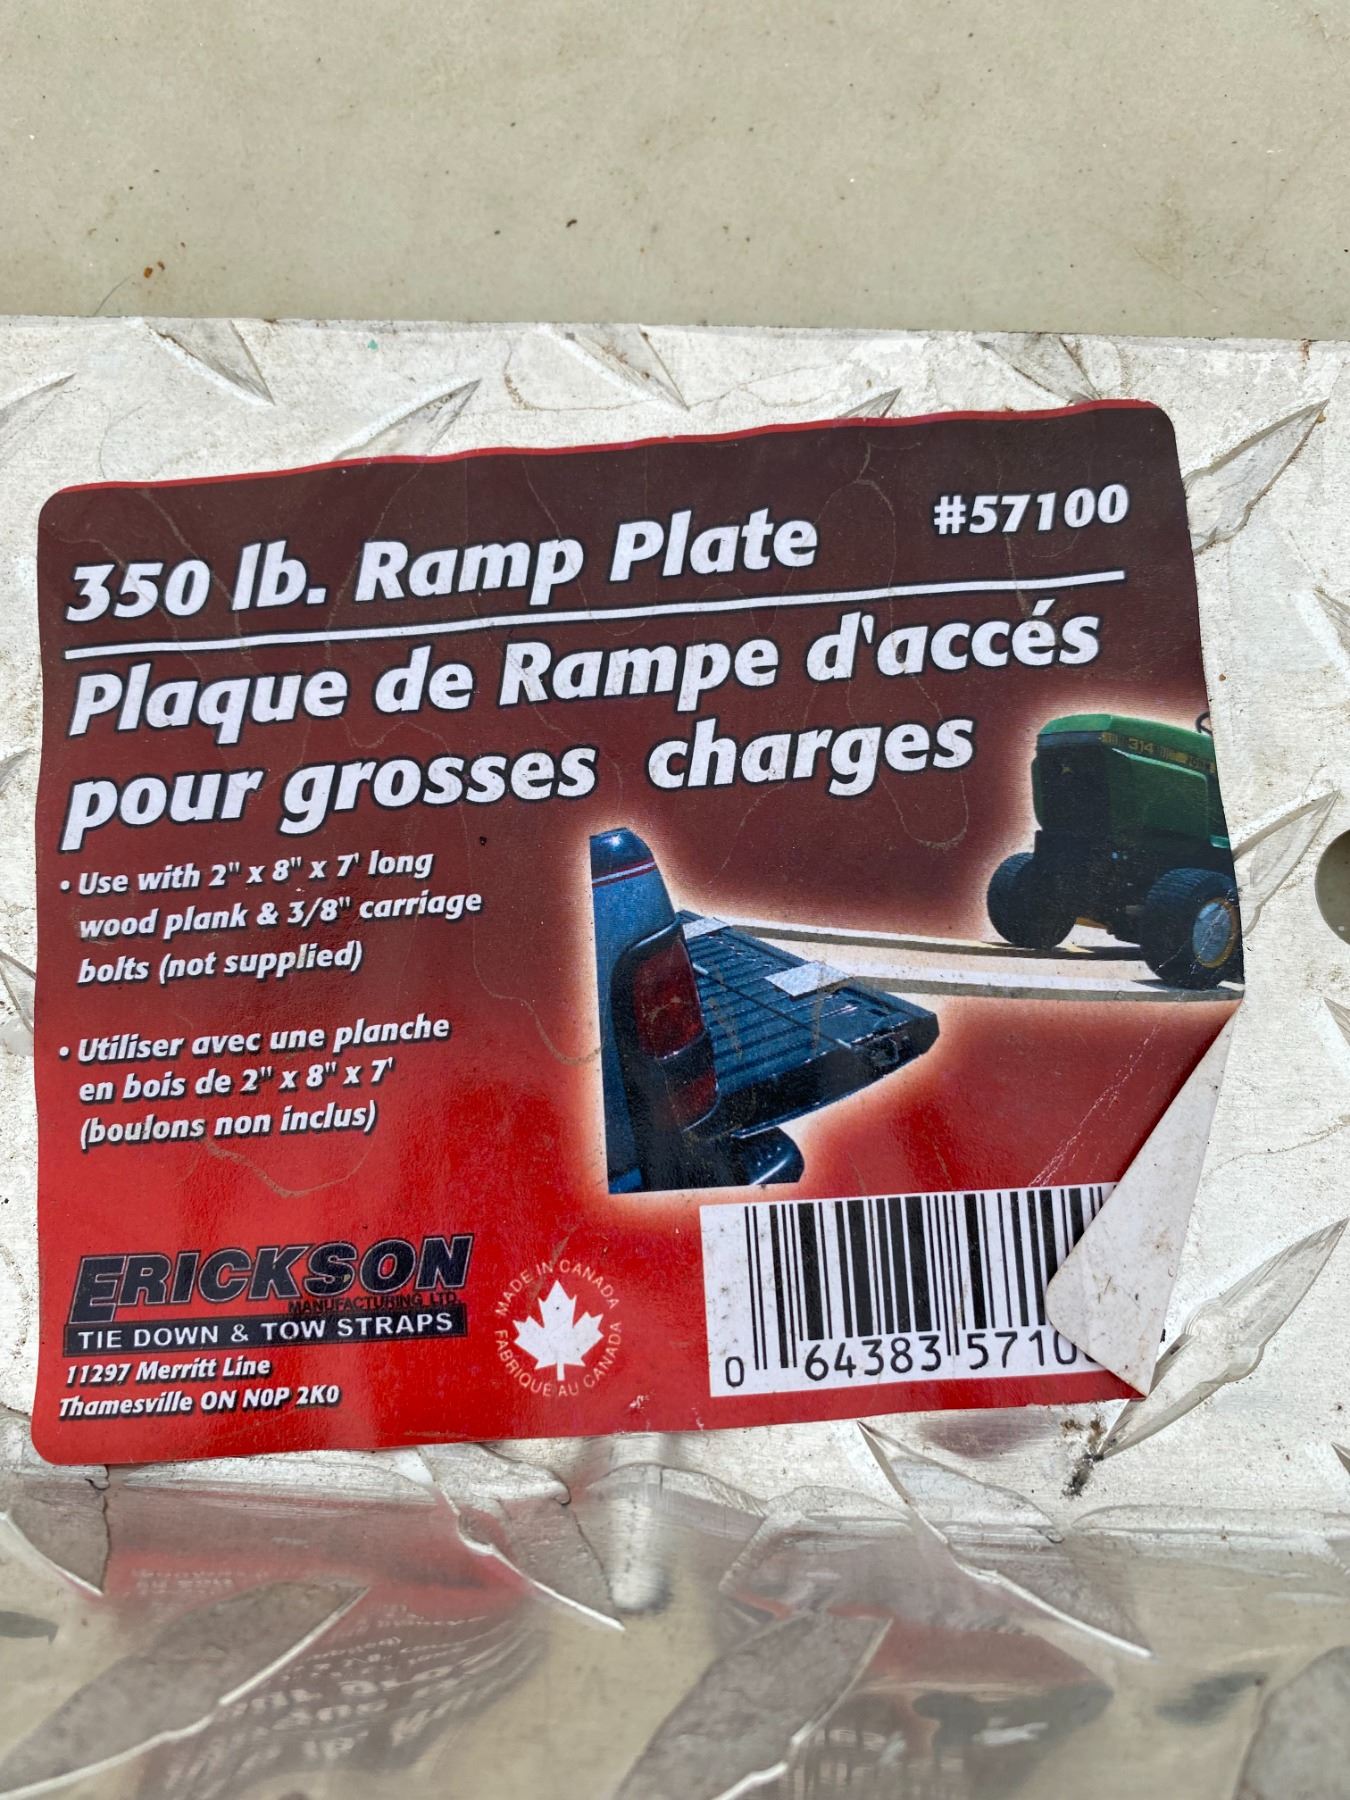 #57100
350 lb. Ramp Plate
Plaque de Rampe d'accés
pour grosses charges
• Use with 2" x 8" x 7' long
wood plank & 3/8" carriage
bolts (not supplied)
• Utiliser avec une planche
en bois de 2" x 8" x 7'
(boulons non inclus)
314
ERICKSON
MANUFACTURING LTD.
TIE DOWN & TOW STRAPS
11297 Merritt Line
Thamesville ON N0P 2K0
MADE IN CANADA
FABRIQUÉ AU CANADA
0 64383 5710